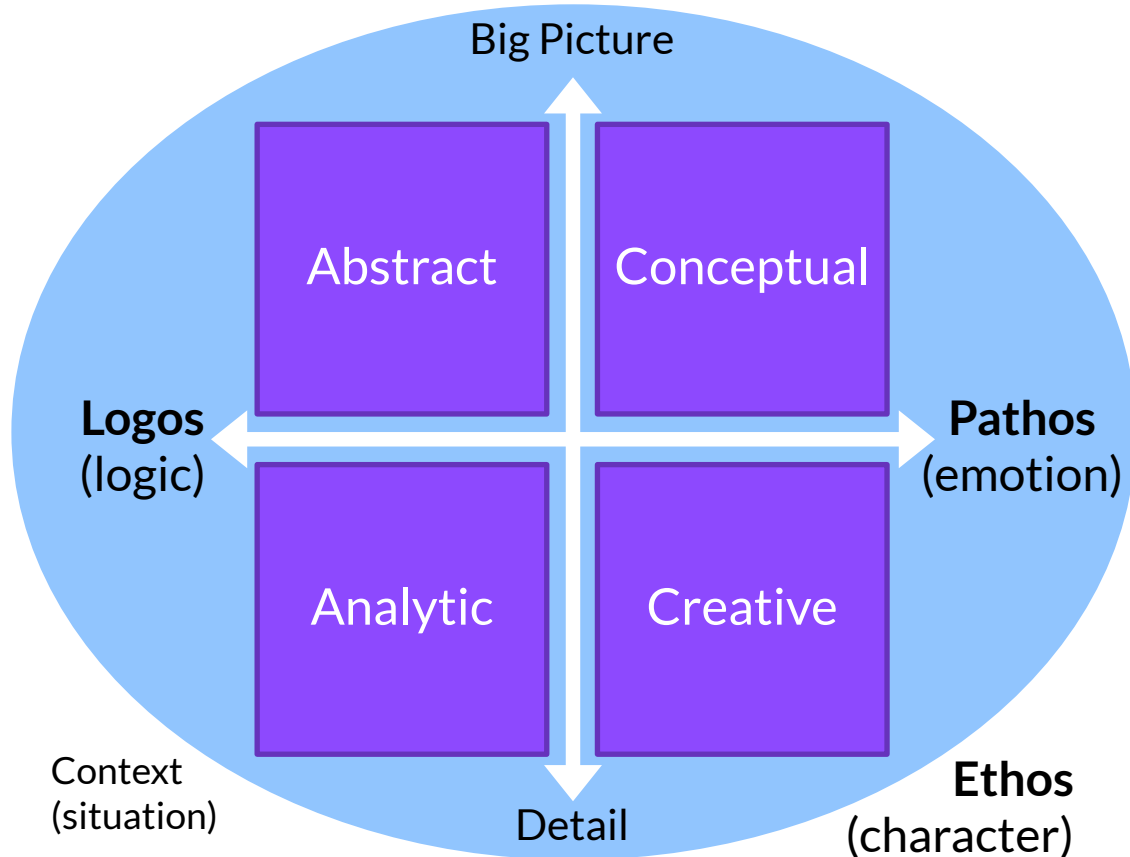 Big Picture
Abstract
Conceptual
Logos
(logic)
Pathos
(emotion)
Analytic
Creative
Context
(situation)
Detail
Ethos
(character)